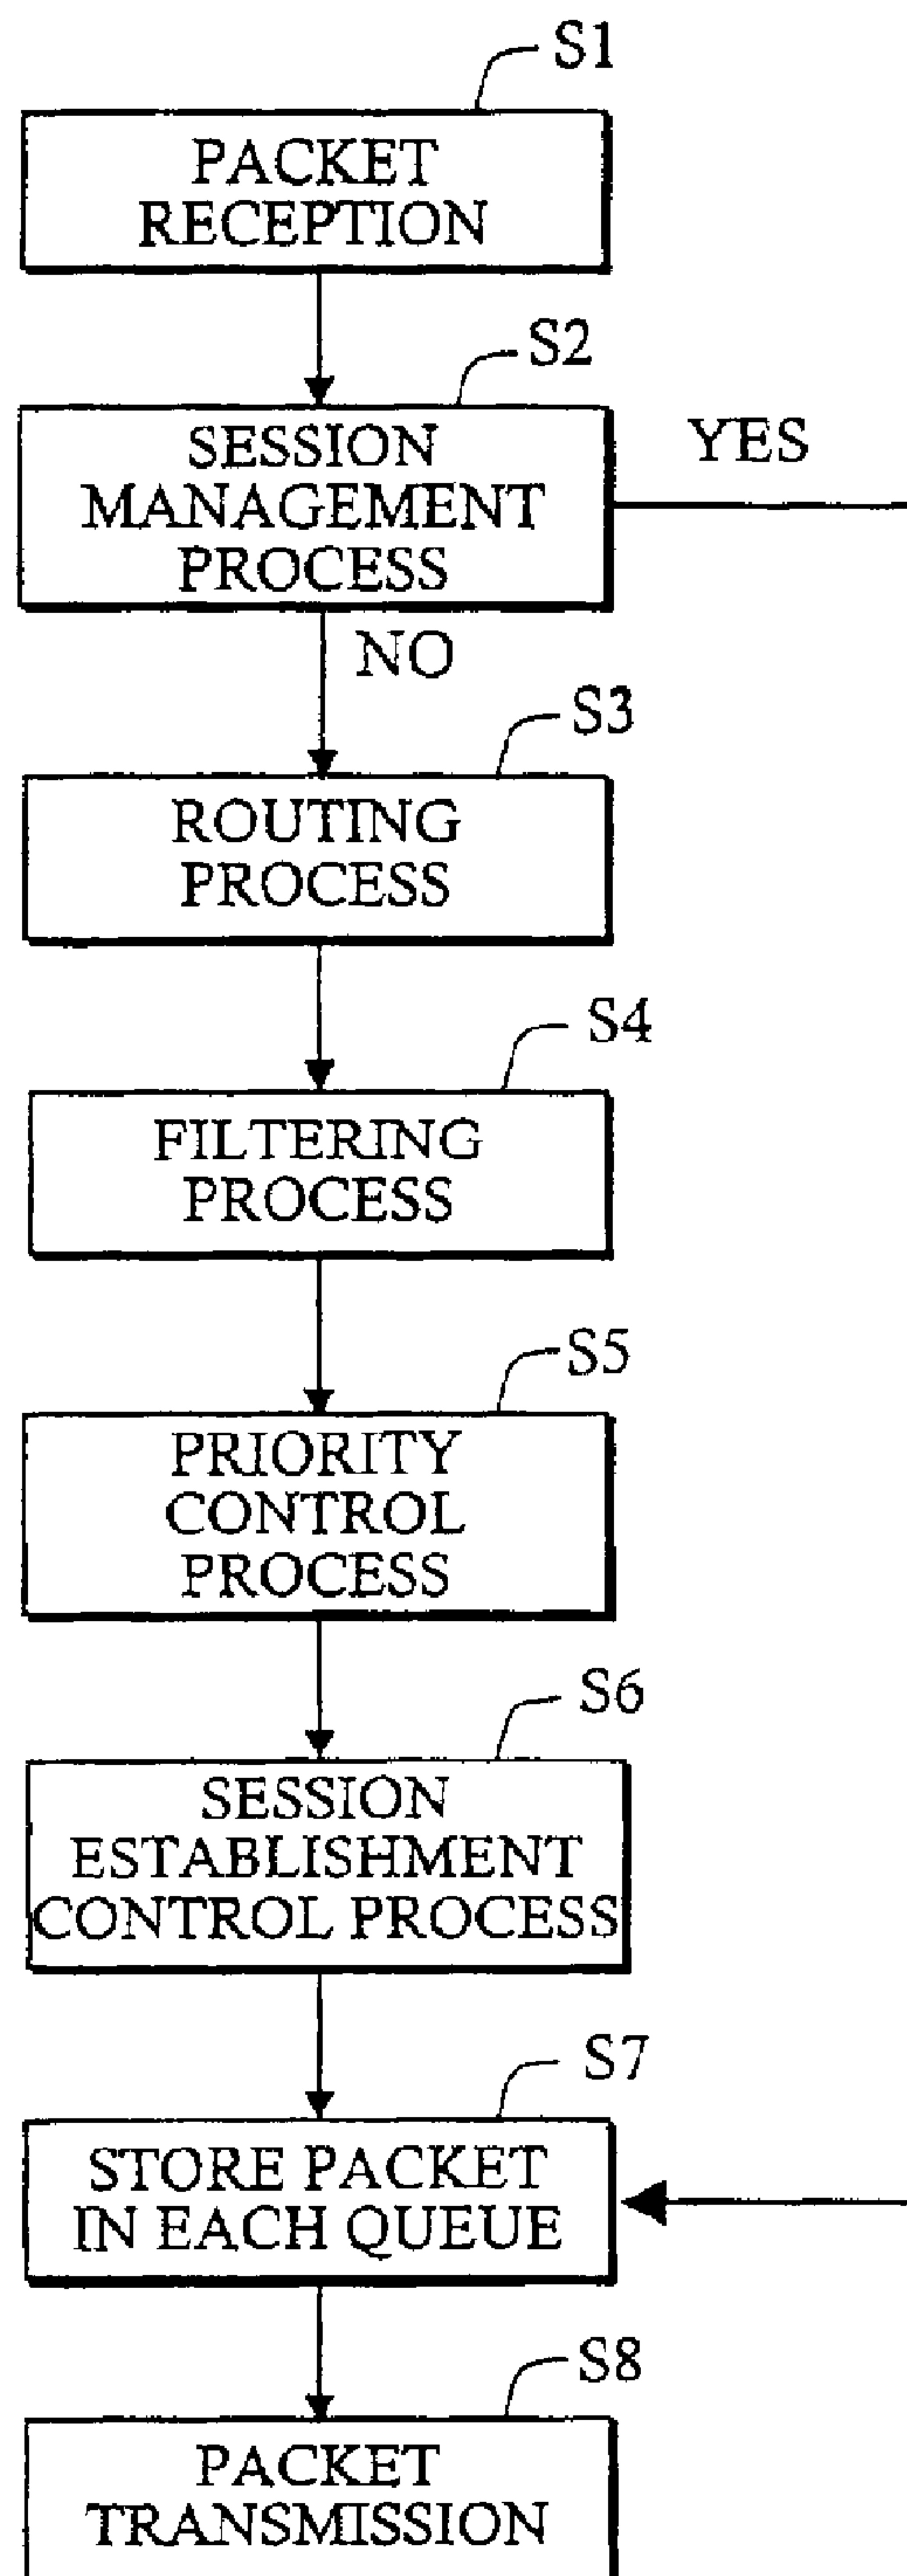 S1
PACKET
RECEPTION
S2
SESSION
MANAGEMENT
PROCESS
YES
NO
S3
ROUTING
PROCESS
S4
FILTERING
PROCESS
S5
PRIORITY
CONTROL
PROCESS
S6
SESSION
ESTABLISHMENT
CONTROL PROCESS
S7
STORE PACKET
IN EACH QUEUE
S8
PACKET
TRANSMISSION